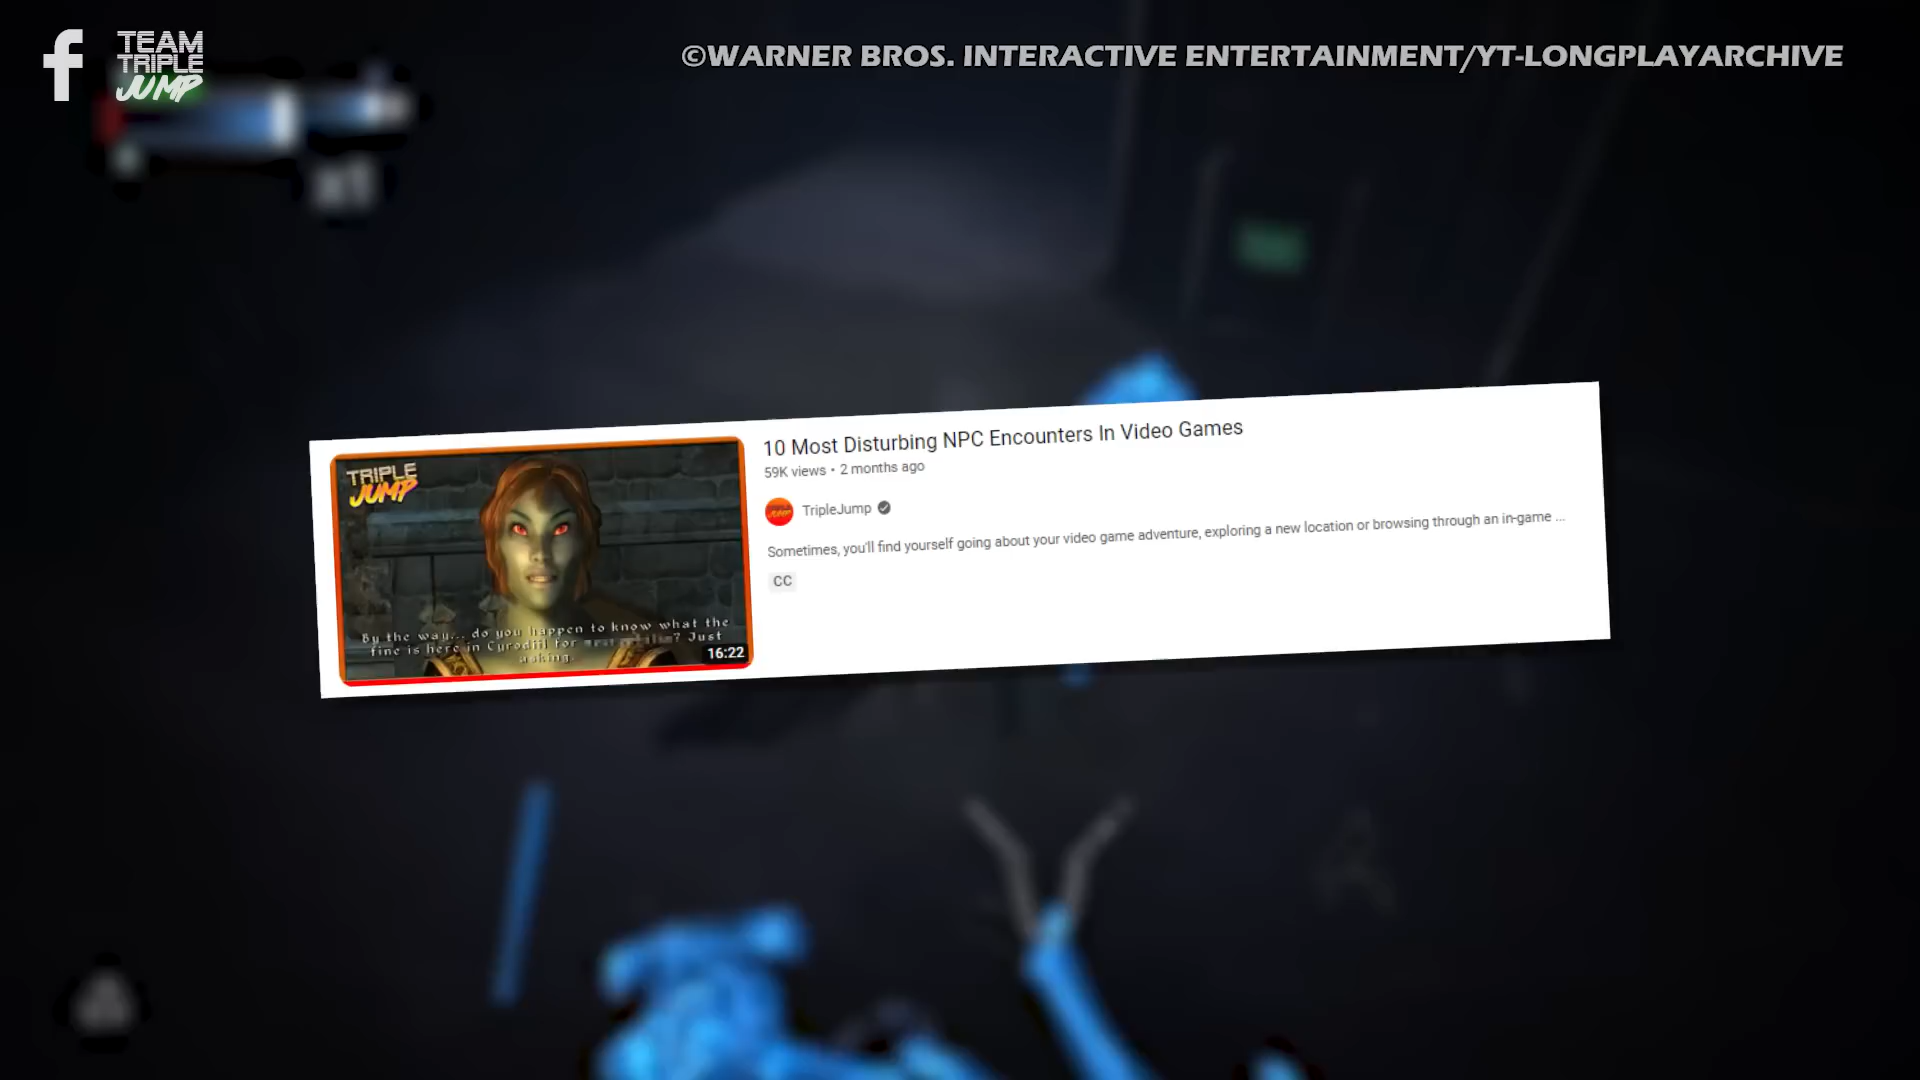 f
TEAM
TRIPLE
JUMP
©WARNER BROS. INTERACTIVE ENTERTAINMENT/YT-LONGPLAYARCHIVE
x1
TRIPLE
JUMP
By the way... do you happen to know what the
fine is here in Cyrodiil for ? Just
asking.
16:22
10 Most Disturbing NPC Encounters In Video Games
59K views • 2 months ago
TripleJump
Sometimes, you'll find yourself going about your video game adventure, exploring a new location or browsing through an in-game ...
CC